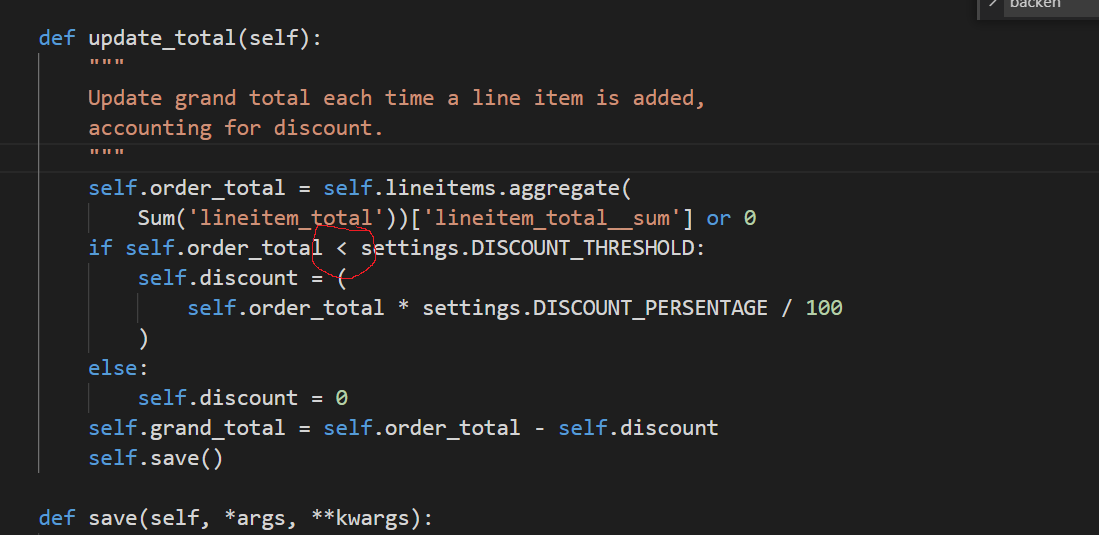 backen
def update_total(self):
"""
Update grand total each time a line item is added,
accounting for discount.
"""
self.order_total = self.lineitems.aggregate(
Sum('lineitem_total'))['lineitem_total__sum'] or 0
if self.order_total < settings.DISCOUNT_THRESHOLD:
self.discount = (
self.order_total * settings.DISCOUNT_PERSENTAGE / 100
)
else:
self.discount = 0
self.grand_total = self.order_total - self.discount
self.save()
def save(self, *args, **kwargs):